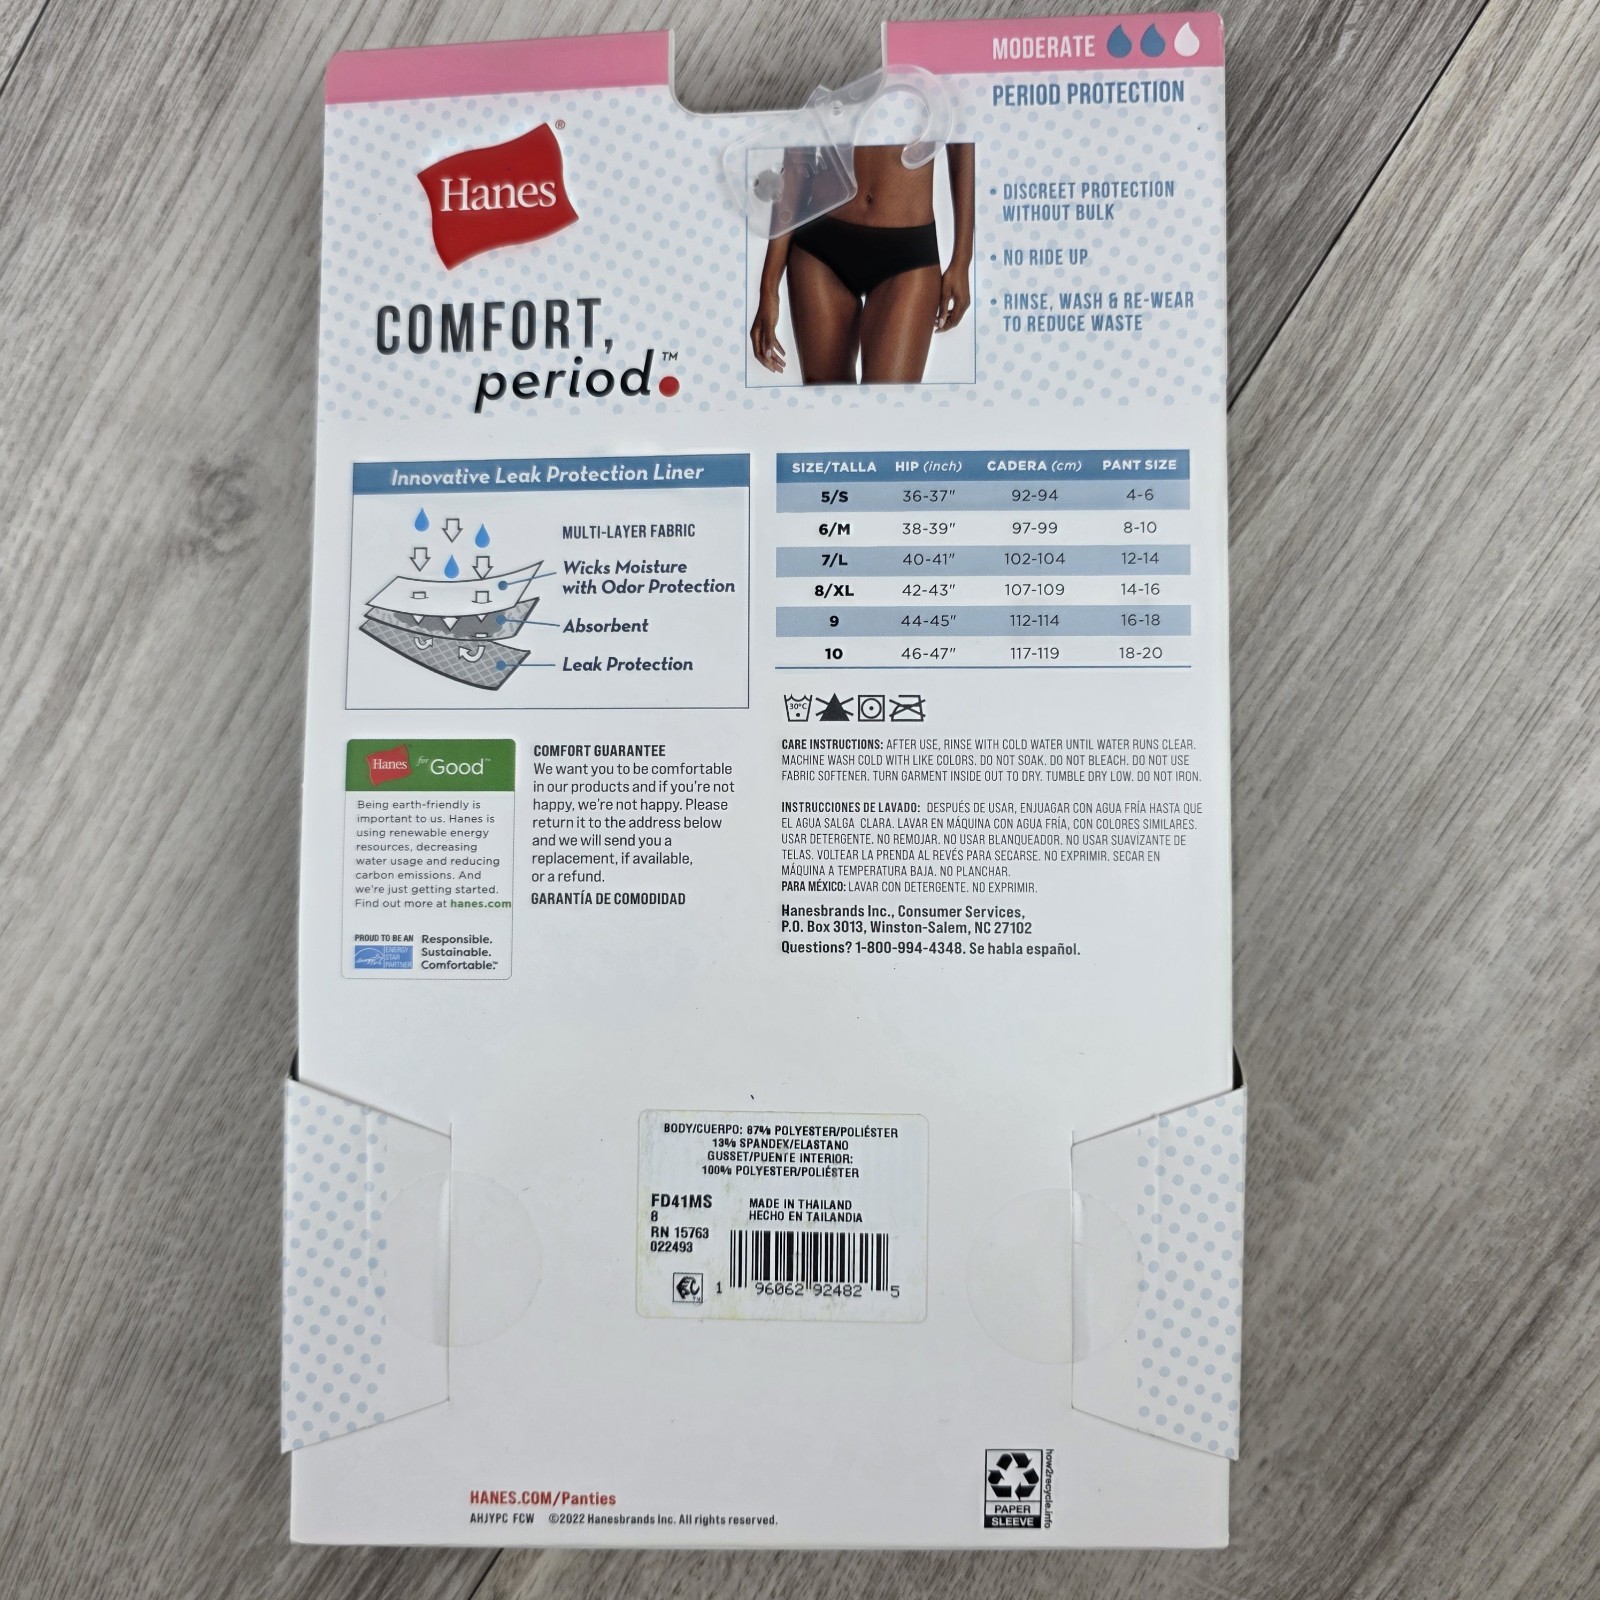 MODERATE
PERIOD PROTECTION
Hanes®
COMFORT,
period.™
• DISCREET PROTECTION
WITHOUT BULK
• NO RIDE UP
• RINSE, WASH & RE-WEAR
TO REDUCE WASTE
Innovative Leak Protection Liner
MULTI-LAYER FABRIC
Wicks Moisture
with Odor Protection
Absorbent
Leak Protection
SIZE/TALLA HIP (inch) CADERA (cm) PANT SIZE
5/S 36-37" 92-94 4-6
6/M 38-39" 97-99 8-10
7/L 40-41" 102-104 12-14
8/XL 42-43" 107-109 14-16
9 44-45" 112-114 16-18
10 46-47" 117-119 18-20
30°C
Hanes for Good™
Being earth-friendly is
important to us. Hanes is
using renewable energy
resources, decreasing
water usage and reducing
carbon emissions. And
we're just getting started.
Find out more at hanes.com
PROUD TO BE AN
ENERGY
STAR
PARTNER
Responsible.
Sustainable.
Comfortable.™
COMFORT GUARANTEE
We want you to be comfortable
in our products and if you're not
happy, we're not happy. Please
return it to the address below
and we will send you a
replacement, if available,
or a refund.
GARANTÍA DE COMODIDAD
CARE INSTRUCTIONS: AFTER USE, RINSE WITH COLD WATER UNTIL WATER RUNS CLEAR.
MACHINE WASH COLD WITH LIKE COLORS. DO NOT SOAK. DO NOT BLEACH. DO NOT USE
FABRIC SOFTENER. TURN GARMENT INSIDE OUT TO DRY. TUMBLE DRY LOW. DO NOT IRON.
INSTRUCCIONES DE LAVADO: DESPUÉS DE USAR, ENJUAGAR CON AGUA FRÍA HASTA QUE
EL AGUA SALGA CLARA. LAVAR EN MÁQUINA CON AGUA FRÍA, CON COLORES SIMILARES.
USAR DETERGENTE. NO REMOJAR. NO USAR BLANQUEADOR. NO USAR SUAVIZANTE DE
TELAS. VOLTEAR LA PRENDA AL REVÉS PARA SECARSE. NO EXPRIMIR. SECAR EN
MÁQUINA A TEMPERATURA BAJA. NO PLANCHAR.
PARA MÉXICO: LAVAR CON DETERGENTE. NO EXPRIMIR.
Hanesbrands Inc., Consumer Services,
P.O. Box 3013, Winston-Salem, NC 27102
Questions? 1-800-994-4348. Se habla español.
BODY/CUERPO: 87% POLYESTER/POLIÉSTER
13% SPANDEX/ELASTANO
GUSSET/PUENTE INTERIOR:
100% POLYESTER/POLIÉSTER
FD41MS
8
RN 15763
022493
MADE IN THAILAND
HECHO EN TAILANDIA
1 96062 92482 5
HANES.COM/Panties
AHJYPC FCW ©2022 Hanesbrands Inc. All rights reserved.
PAPER
SLEEVE
how2recycle.info